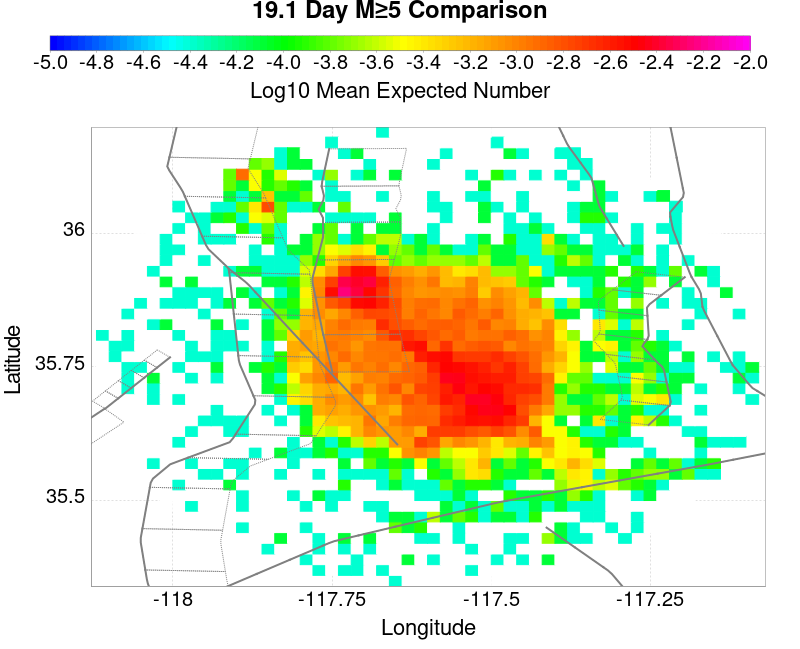 19.1 Day M≥5 Comparison
-5.0 -4.8 -4.6 -4.4 -4.2 -4.0 -3.8 -3.6 -3.4 -3.2 -3.0 -2.8 -2.6 -2.4 -2.2 -2.0
Log10 Mean Expected Number
36
35.75
35.5
Latitude
-118 -117.75 -117.5 -117.25
Longitude